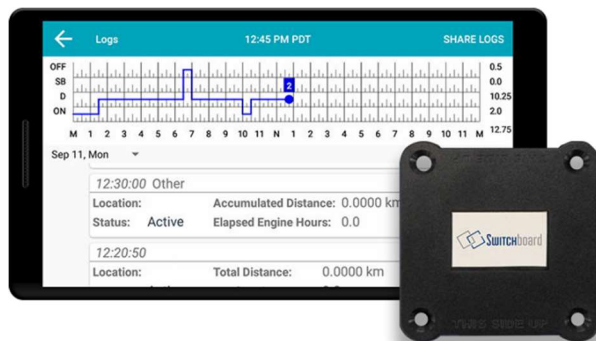 Logs 12:45 PM PDT SHARE LOGS
OFF 0.5
SB 0.0
D 10.25
ON 2.0
2
M 1 2 3 4 5 6 7 8 9 10 11 N 1 2 3 4 5 6 7 8 9 10 11 M 12.75
Sep 11, Mon
12:30:00 Other
Location: Accumulated Distance: 0.0000 km
Status: Active Elapsed Engine Hours: 0.0
12:20:50
Location: Total Distance: 0.0000 km
SWITCHboard
THIS SIDE UP